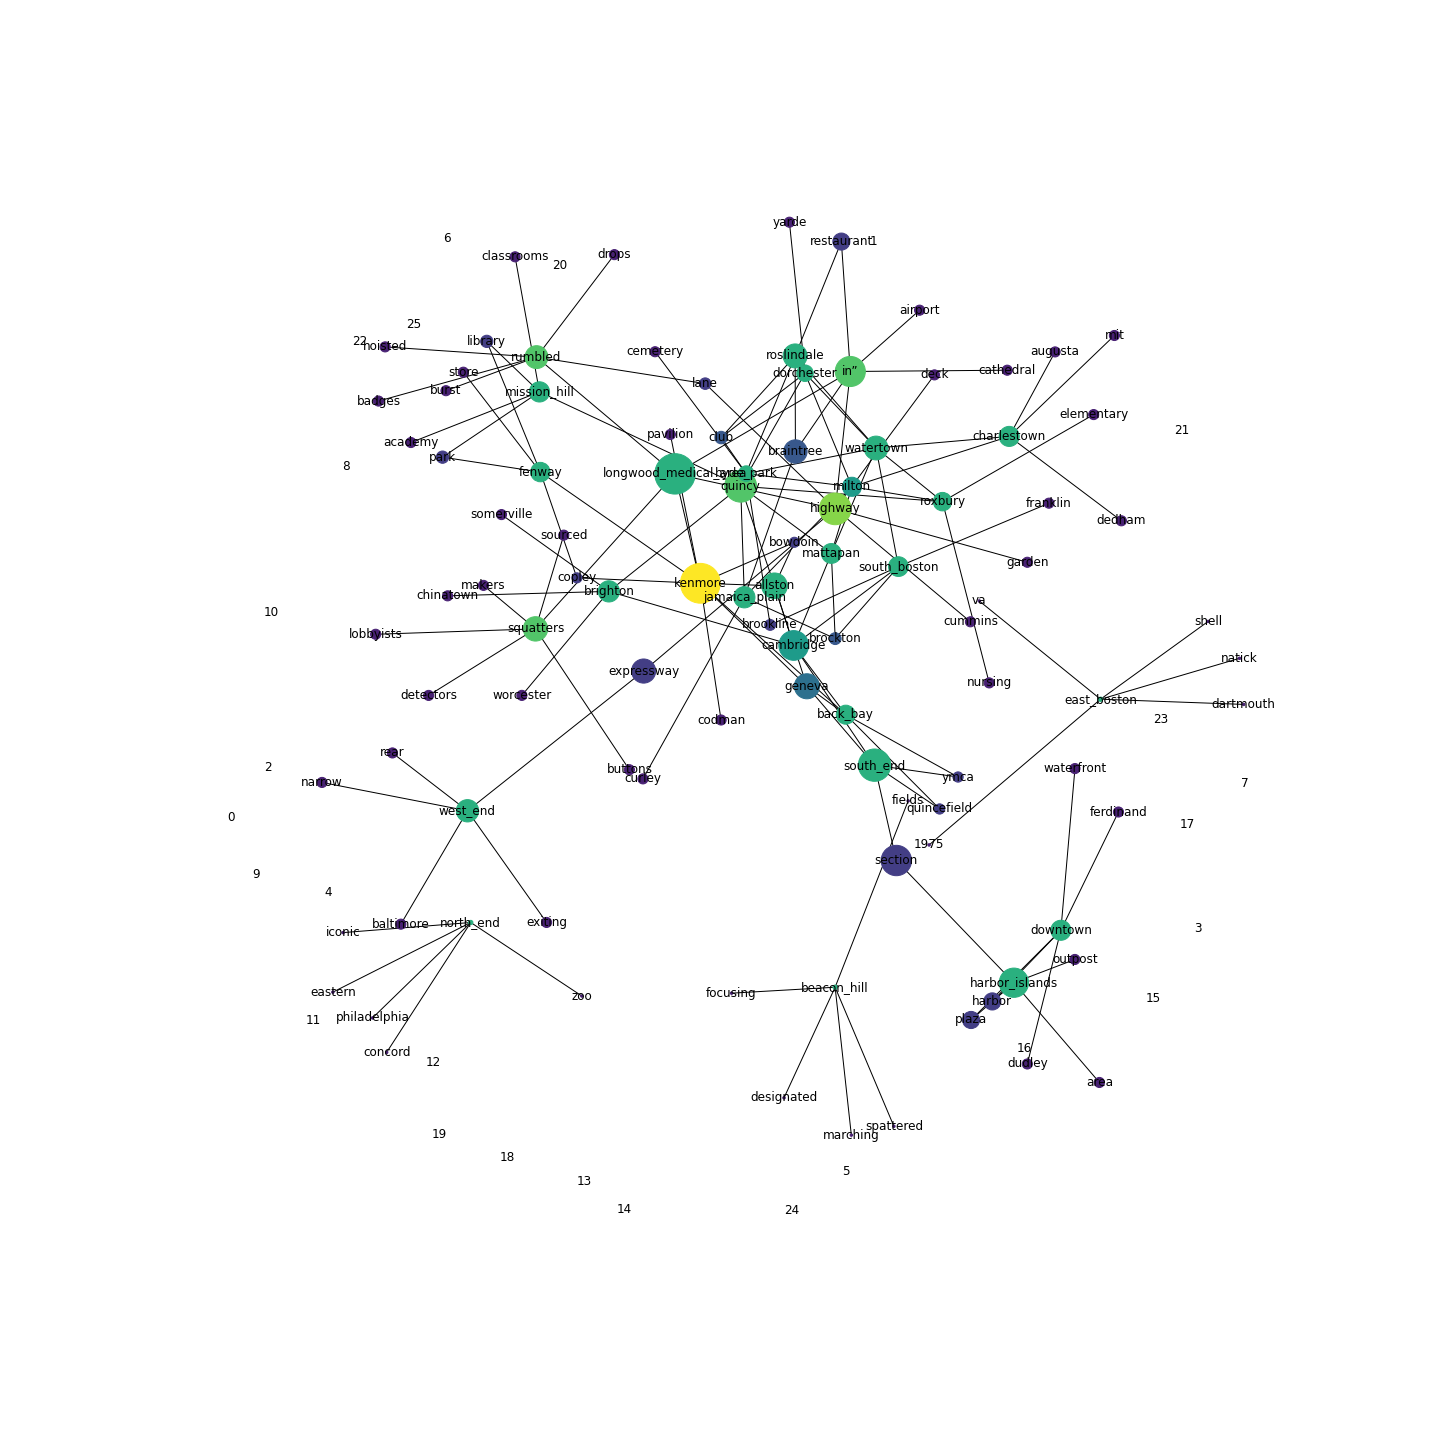 yarde
6
restaurant
1
classrooms
drops
20
airport
25
22
hoisted
library
mit
augusta
rumbled
cemetery
roslindale
dorchester
in”
cathedral
store
deck
lane
burst
mission_hill
badges
elementary
21
pavilion
club
charlestown
academy
braintree
watertown
park
8
fenway
longwood_medical_area
hyde_park
quincy
milton
highway
roxbury
franklin
somerville
dedham
sourced
bowdoin
mattapan
garden
south_boston
copley
kenmore
makers
allston
chinatown
brighton
jamaica_plain
va
10
brookline
cummins
shell
squatters
lobbyists
brockton
cambridge
natick
expressway
geneva
nursing
detectors
worcester
east_boston
dartmouth
back_bay
codman
23
rear
2
buttons
south_end
waterfront
curley
ymca
narrow
7
fields
quincefield
west_end
ferdinand
0
17
1975
section
9
4
baltimore
north_end
exiting
3
iconic
downtown
outpost
harbor_islands
beacon_hill
eastern
focusing
zoo
15
harbor
philadelphia
11
plaza
concord
16
12
dudley
area
designated
19
spattered
marching
18
5
13
14
24